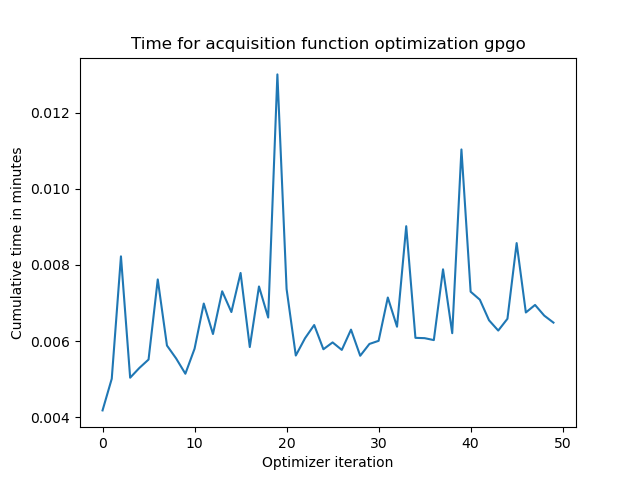 Time for acquisition function optimization gpgo
0.012
0.010
0.008
0.006
0.004
Cumulative time in minutes
0 10 20 30 40 50
Optimizer iteration